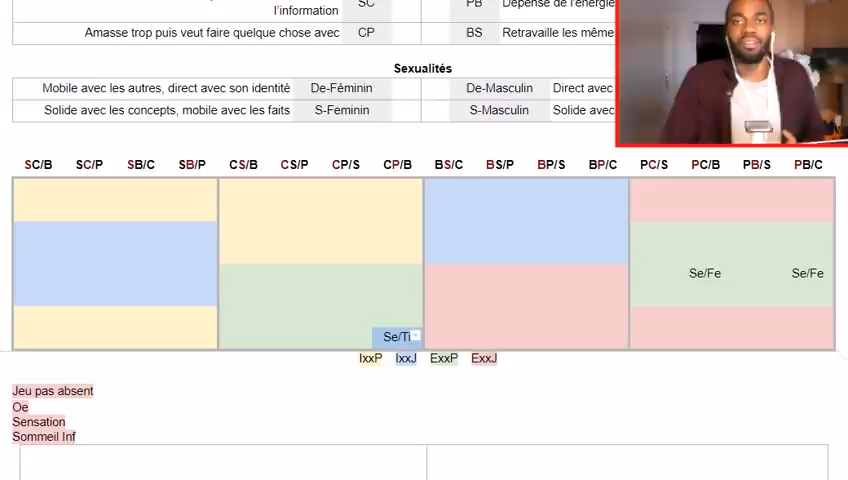 l'information SC PB Dépense de l'énergie
Amasse trop puis veut faire quelque chose avec CP BS Retravaille les même
Sexualités
Mobile avec les autres, direct avec son identité De-Féminin De-Masculin Direct avec
Solide avec les concepts, mobile avec les faits S-Feminin S-Masculin Solide avec
SC/B SC/P SB/C SB/P CS/B CS/P CP/S CP/B BS/C BS/P BP/S BP/C PC/S PC/B PB/S PB/C
Se/Fe Se/Fe
Se/Ti
IxxP IxxJ ExxP ExxJ
Jeu pas absent
Oe
Sensation
Sommeil Inf